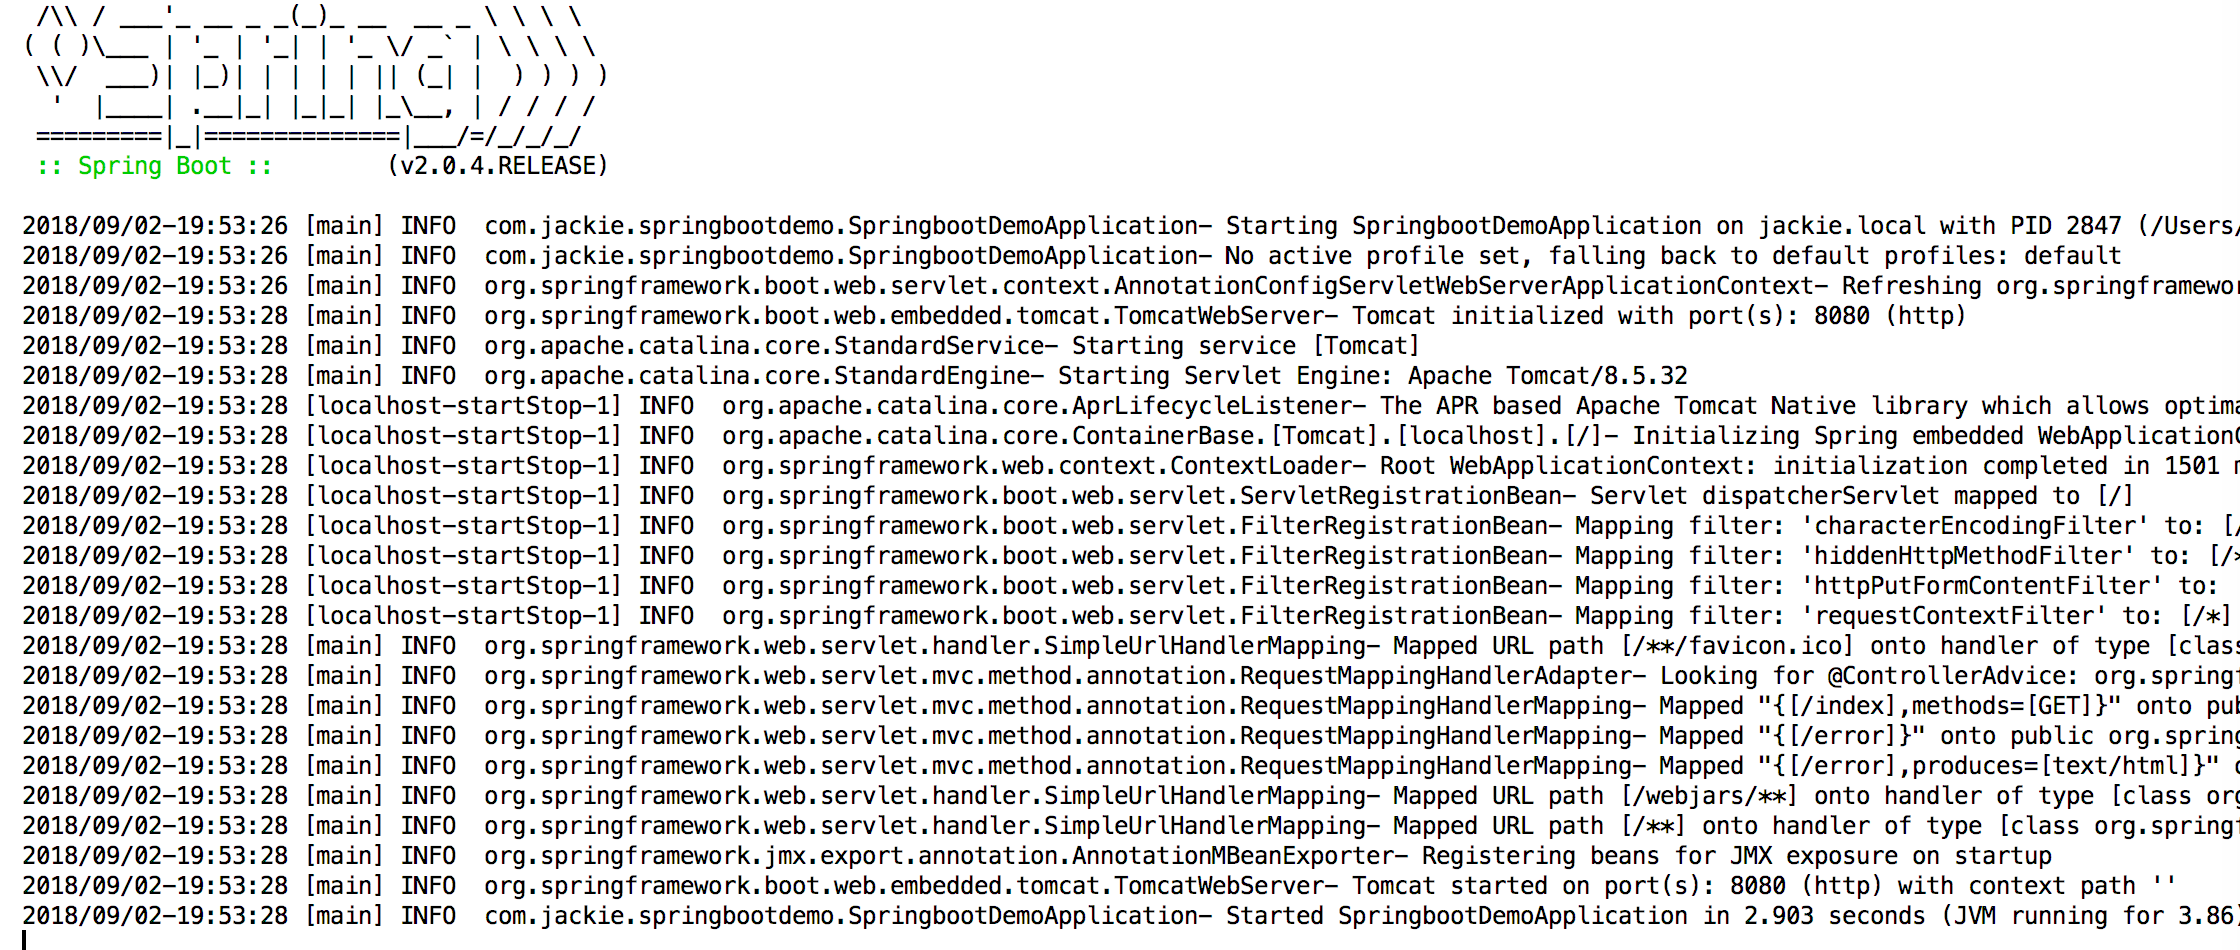 /\\ / ___'_ __ _ _(_)_ __  __ _ \ \ \ \
( ( )\___ | '_ | '_| | '_ \/ _` | \ \ \ \
 \\/  ___)| |_)| | | | | || (_| |  ) ) ) )
  '  |____| .__|_| |_|_| |_\__, | / / / /
 =========|_|==============|___/=/_/_/_/
 :: Spring Boot ::        (v2.0.4.RELEASE)
2018/09/02-19:53:26 [main] INFO  com.jackie.springbootdemo.SpringbootDemoApplication- Starting SpringbootDemoApplication on jackie.local with PID 2847 (/Users/
2018/09/02-19:53:26 [main] INFO  com.jackie.springbootdemo.SpringbootDemoApplication- No active profile set, falling back to default profiles: default
2018/09/02-19:53:26 [main] INFO  org.springframework.boot.web.servlet.context.AnnotationConfigServletWebServerApplicationContext- Refreshing org.springframewor
2018/09/02-19:53:28 [main] INFO  org.springframework.boot.web.embedded.tomcat.TomcatWebServer- Tomcat initialized with port(s): 8080 (http)
2018/09/02-19:53:28 [main] INFO  org.apache.catalina.core.StandardService- Starting service [Tomcat]
2018/09/02-19:53:28 [main] INFO  org.apache.catalina.core.StandardEngine- Starting Servlet Engine: Apache Tomcat/8.5.32
2018/09/02-19:53:28 [localhost-startStop-1] INFO  org.apache.catalina.core.AprLifecycleListener- The APR based Apache Tomcat Native library which allows optima
2018/09/02-19:53:28 [localhost-startStop-1] INFO  org.apache.catalina.core.ContainerBase.[Tomcat].[localhost].[/]- Initializing Spring embedded WebApplicationC
2018/09/02-19:53:28 [localhost-startStop-1] INFO  org.springframework.web.context.ContextLoader- Root WebApplicationContext: initialization completed in 1501 m
2018/09/02-19:53:28 [localhost-startStop-1] INFO  org.springframework.boot.web.servlet.ServletRegistrationBean- Servlet dispatcherServlet mapped to [/]
2018/09/02-19:53:28 [localhost-startStop-1] INFO  org.springframework.boot.web.servlet.FilterRegistrationBean- Mapping filter: 'characterEncodingFilter' to: [/
2018/09/02-19:53:28 [localhost-startStop-1] INFO  org.springframework.boot.web.servlet.FilterRegistrationBean- Mapping filter: 'hiddenHttpMethodFilter' to: [/*
2018/09/02-19:53:28 [localhost-startStop-1] INFO  org.springframework.boot.web.servlet.FilterRegistrationBean- Mapping filter: 'httpPutFormContentFilter' to:
2018/09/02-19:53:28 [localhost-startStop-1] INFO  org.springframework.boot.web.servlet.FilterRegistrationBean- Mapping filter: 'requestContextFilter' to: [/*]
2018/09/02-19:53:28 [main] INFO  org.springframework.web.servlet.handler.SimpleUrlHandlerMapping- Mapped URL path [/**/favicon.ico] onto handler of type [class
2018/09/02-19:53:28 [main] INFO  org.springframework.web.servlet.mvc.method.annotation.RequestMappingHandlerAdapter- Looking for @ControllerAdvice: org.springf
2018/09/02-19:53:28 [main] INFO  org.springframework.web.servlet.mvc.method.annotation.RequestMappingHandlerMapping- Mapped "{[/index],methods=[GET]}" onto pub
2018/09/02-19:53:28 [main] INFO  org.springframework.web.servlet.mvc.method.annotation.RequestMappingHandlerMapping- Mapped "{[/error]}" onto public org.spring
2018/09/02-19:53:28 [main] INFO  org.springframework.web.servlet.mvc.method.annotation.RequestMappingHandlerMapping- Mapped "{[/error],produces=[text/html]}" o
2018/09/02-19:53:28 [main] INFO  org.springframework.web.servlet.handler.SimpleUrlHandlerMapping- Mapped URL path [/webjars/**] onto handler of type [class org
2018/09/02-19:53:28 [main] INFO  org.springframework.web.servlet.handler.SimpleUrlHandlerMapping- Mapped URL path [/**] onto handler of type [class org.springf
2018/09/02-19:53:28 [main] INFO  org.springframework.jmx.export.annotation.AnnotationMBeanExporter- Registering beans for JMX exposure on startup
2018/09/02-19:53:28 [main] INFO  org.springframework.boot.web.embedded.tomcat.TomcatWebServer- Tomcat started on port(s): 8080 (http) with context path ''
2018/09/02-19:53:28 [main] INFO  com.jackie.springbootdemo.SpringbootDemoApplication- Started SpringbootDemoApplication in 2.903 seconds (JVM running for 3.86)